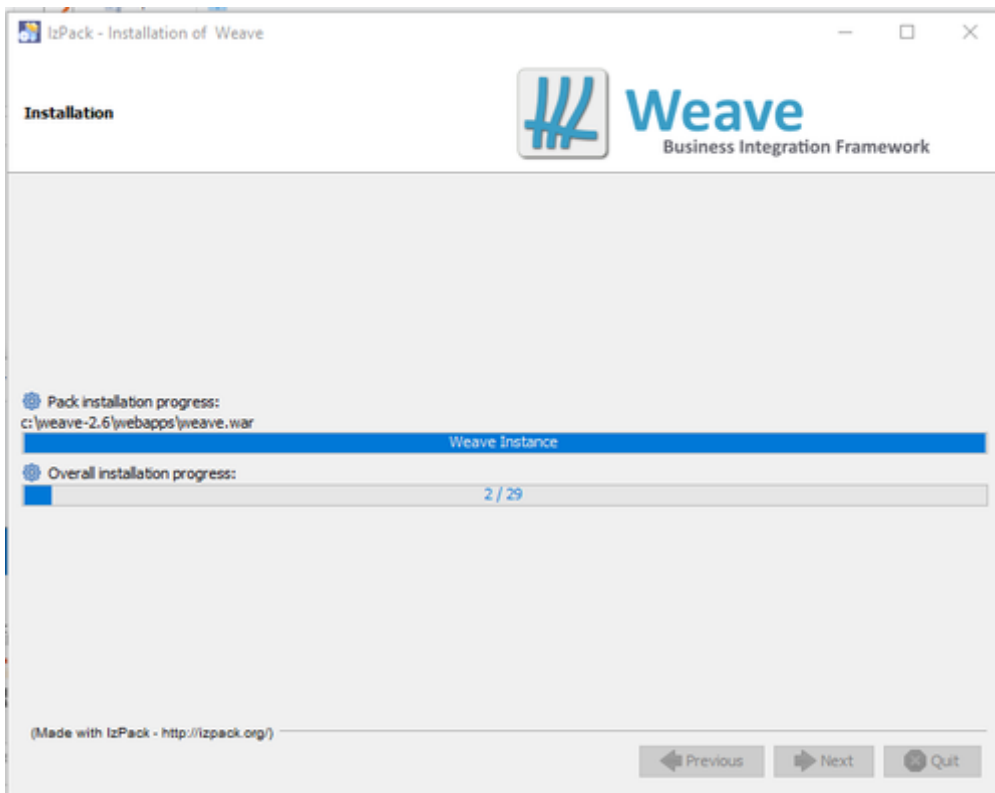 IzPack - Installation of Weave
Installation
Weave
Business Integration Framework
Pack installation progress:
c:\weave-2.6\webapps\weave.war
Weave Instance
Overall installation progress:
2 / 29
(Made with IzPack - http://izpack.org/)
Previous
Next
Quit